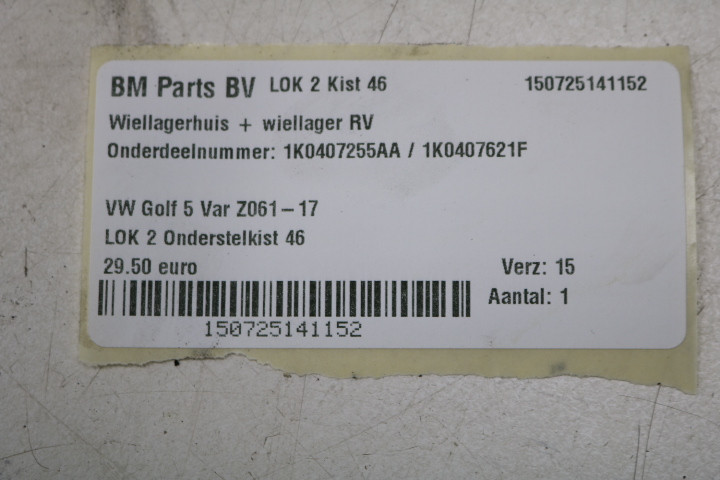 BM Parts BV LOK 2 Kist 46 150725141152
Wiellagerhuis + wiellager RV
Onderdeelnummer: 1K0407255AA / 1K0407621F
VW Golf 5 Var Z061-17
LOK 2 Onderstelkist 46
29.50 euro Verz: 15
Aantal: 1
150725141152